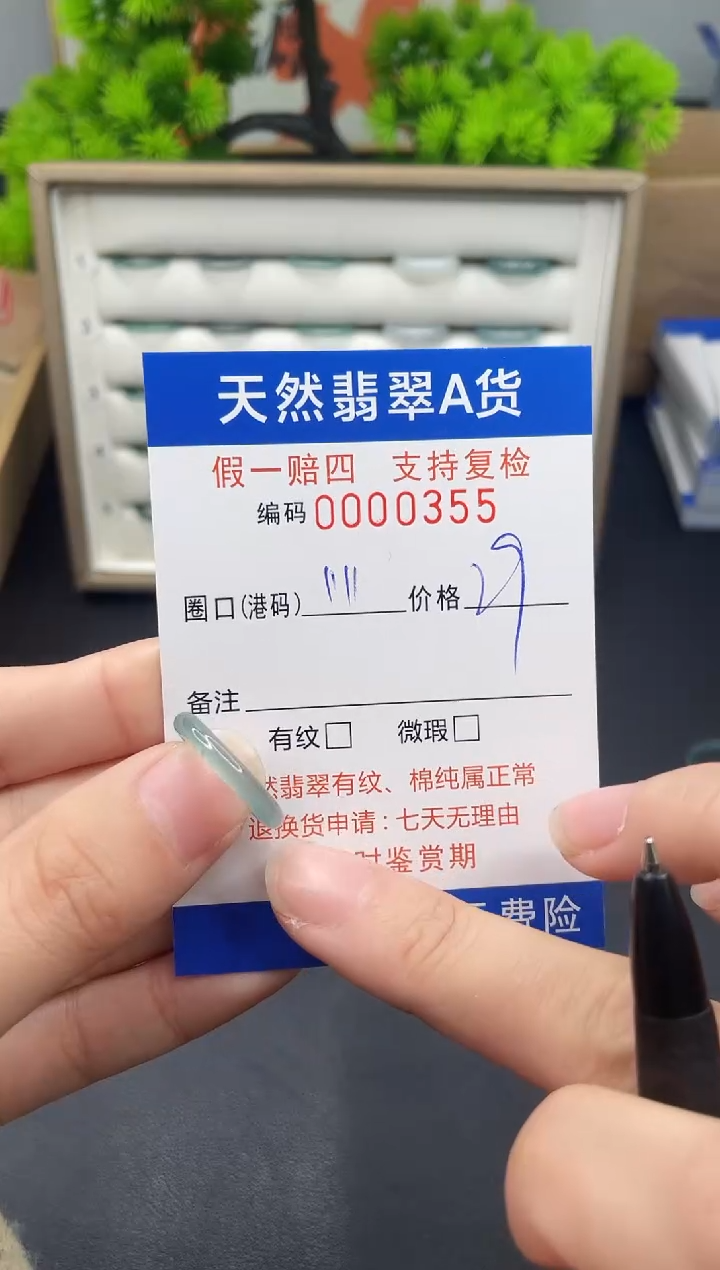 天然翡翠A货
假一赔四 支持复检
编码 0000355
圈口(港码) 价格 29
备注
有纹□ 微瑕□
然翡翠有纹、棉纯属正常
退换货申请：七天无理由
时鉴赏期
费险